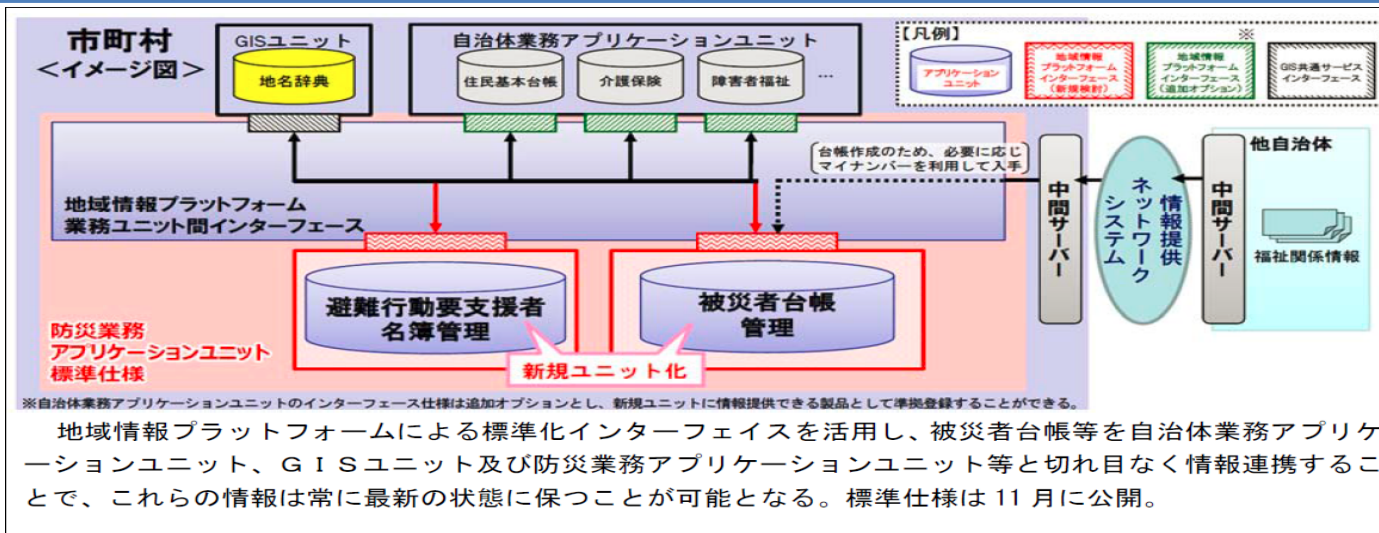 市町村
<イメージ図>
GISユニット
地名辞典
自治体業務アプリケーションユニット
住民基本台帳
介護保険
障害者福祉
…
【凡例】
アプリケーション
ユニット
地域情報
プラットフォーム
インターフェース
(新規検討)
※
地域情報
プラットフォーム
インターフェース
(追加オプション)
GIS共通サービス
インターフェース
台帳作成のため、必要に応じ
マイナンバーを利用して入手
地域情報プラットフォーム
業務ユニット間インターフェース
中間サーバー
情報提供
ネットワーク
システム
中間サーバー
他自治体
福祉関係情報
避難行動要支援者
名簿管理
被災者台帳
管理
新規ユニット化
防災業務
アプリケーションユニット
標準仕様
※自治体業務アプリケーションユニットのインターフェース仕様は追加オプションとし、新規ユニットに情報提供できる製品として準拠登録することができる。
地域情報プラットフォームによる標準化インターフェイスを活用し、被災者台帳等を自治体業務アプリケ
ーションユニット、ＧＩＳユニット及び防災業務アプリケーションユニット等と切れ目なく情報連携するこ
とで、これらの情報は常に最新の状態に保つことが可能となる。標準仕様は 11 月に公開。